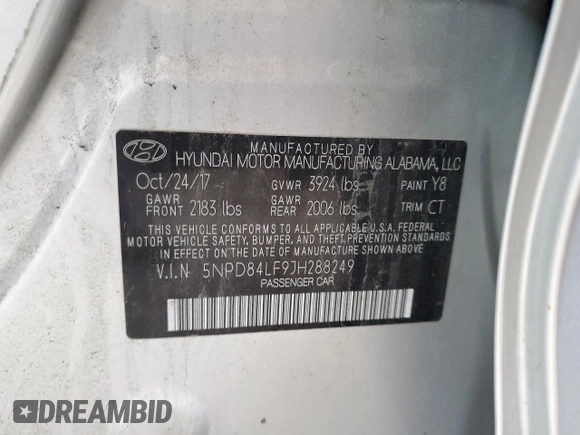 MANUFACTURED BY
HYUNDAI MOTOR MANUFACTURING ALABAMA, LLC
Oct/24/17 GVWR 3924 lbs PAINT Y8
GAWR FRONT 2183 lbs GAWR REAR 2006 lbs TRIM CT
THIS VEHICLE CONFORMS TO ALL APPLICABLE U.S.A. FEDERAL
MOTOR VEHICLE SAFETY, BUMPER, AND THEFT PREVENTION
STANDARDS IN EFFECT ON THE DATE OF MANUFACTURE SHOWN ABOVE
V.I.N 5NPD84LF9JH288249
PASSENGER CAR
DREAMBID